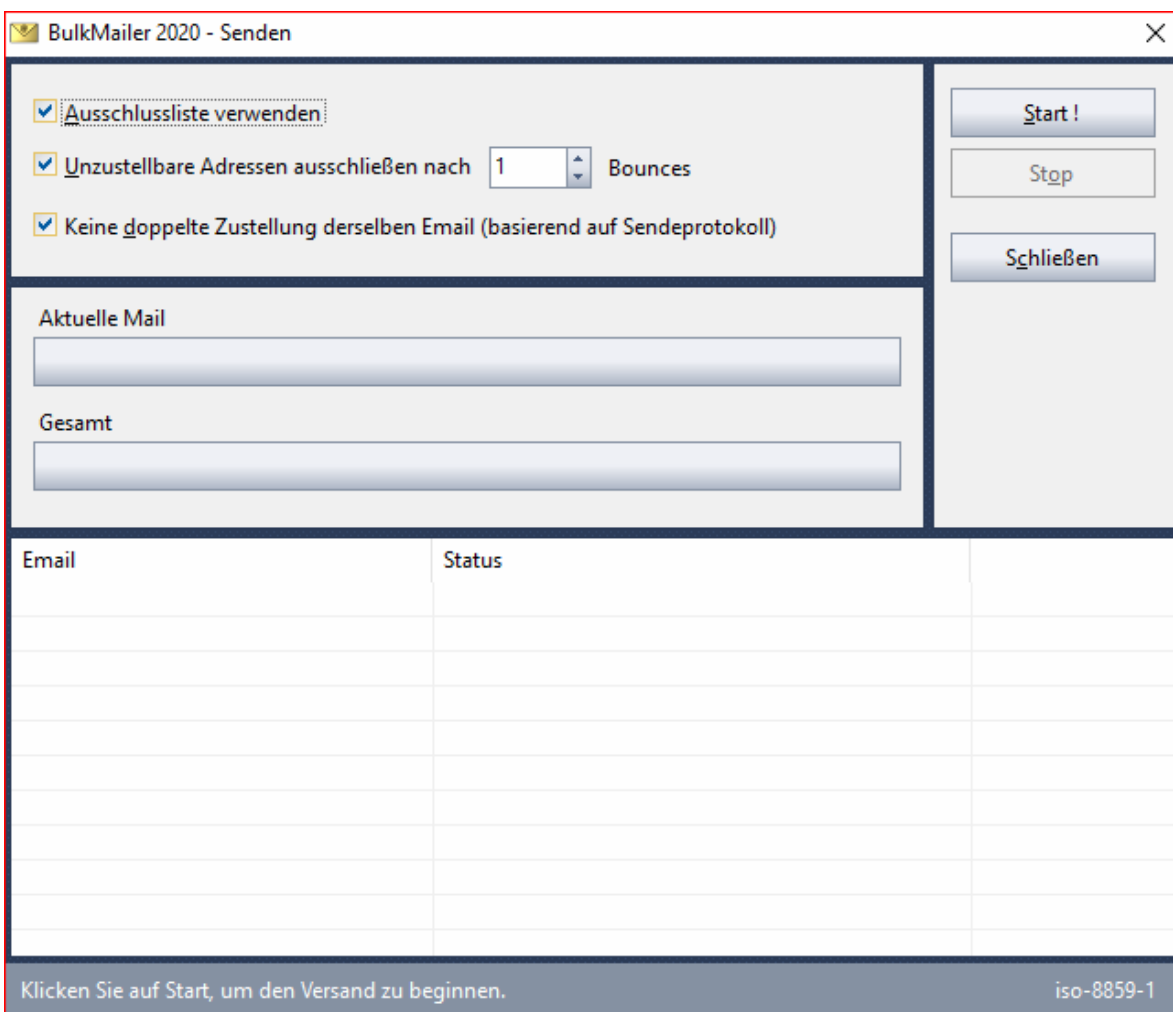 BulkMailer 2020 - Senden
Ausschlussliste verwenden
Unzustellbare Adressen ausschließen nach 1 Bounces
Keine doppelte Zustellung derselben Email (basierend auf Sendeprotokoll)
Start !
Stop
Schließen
Aktuelle Mail
Gesamt
Email Status
Klicken Sie auf Start, um den Versand zu beginnen. iso-8859-1